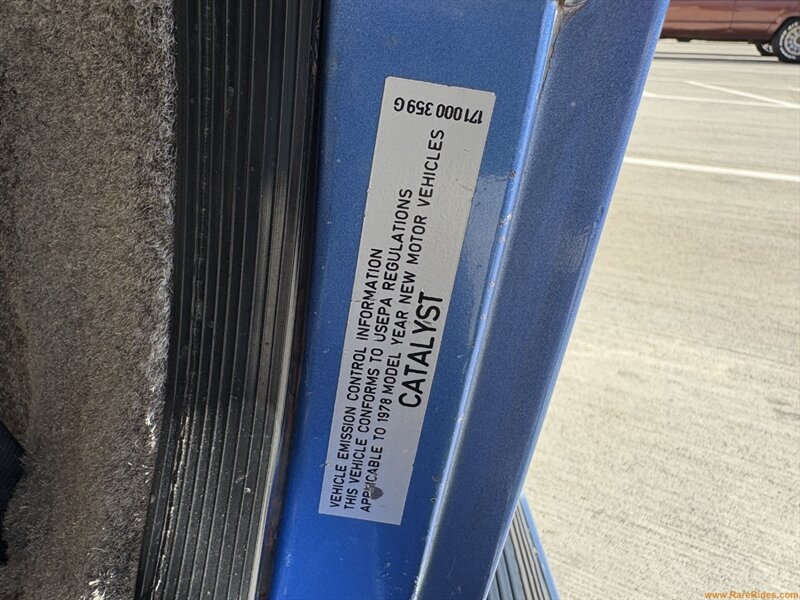 VEHICLE EMISSION CONTROL INFORMATION
THIS VEHICLE CONFORMS TO USEPA REGULATIONS
APPLICABLE TO 1978 MODEL YEAR NEW MOTOR VEHICLES
CATALYST
171 000 359 G
www.RareRides.com